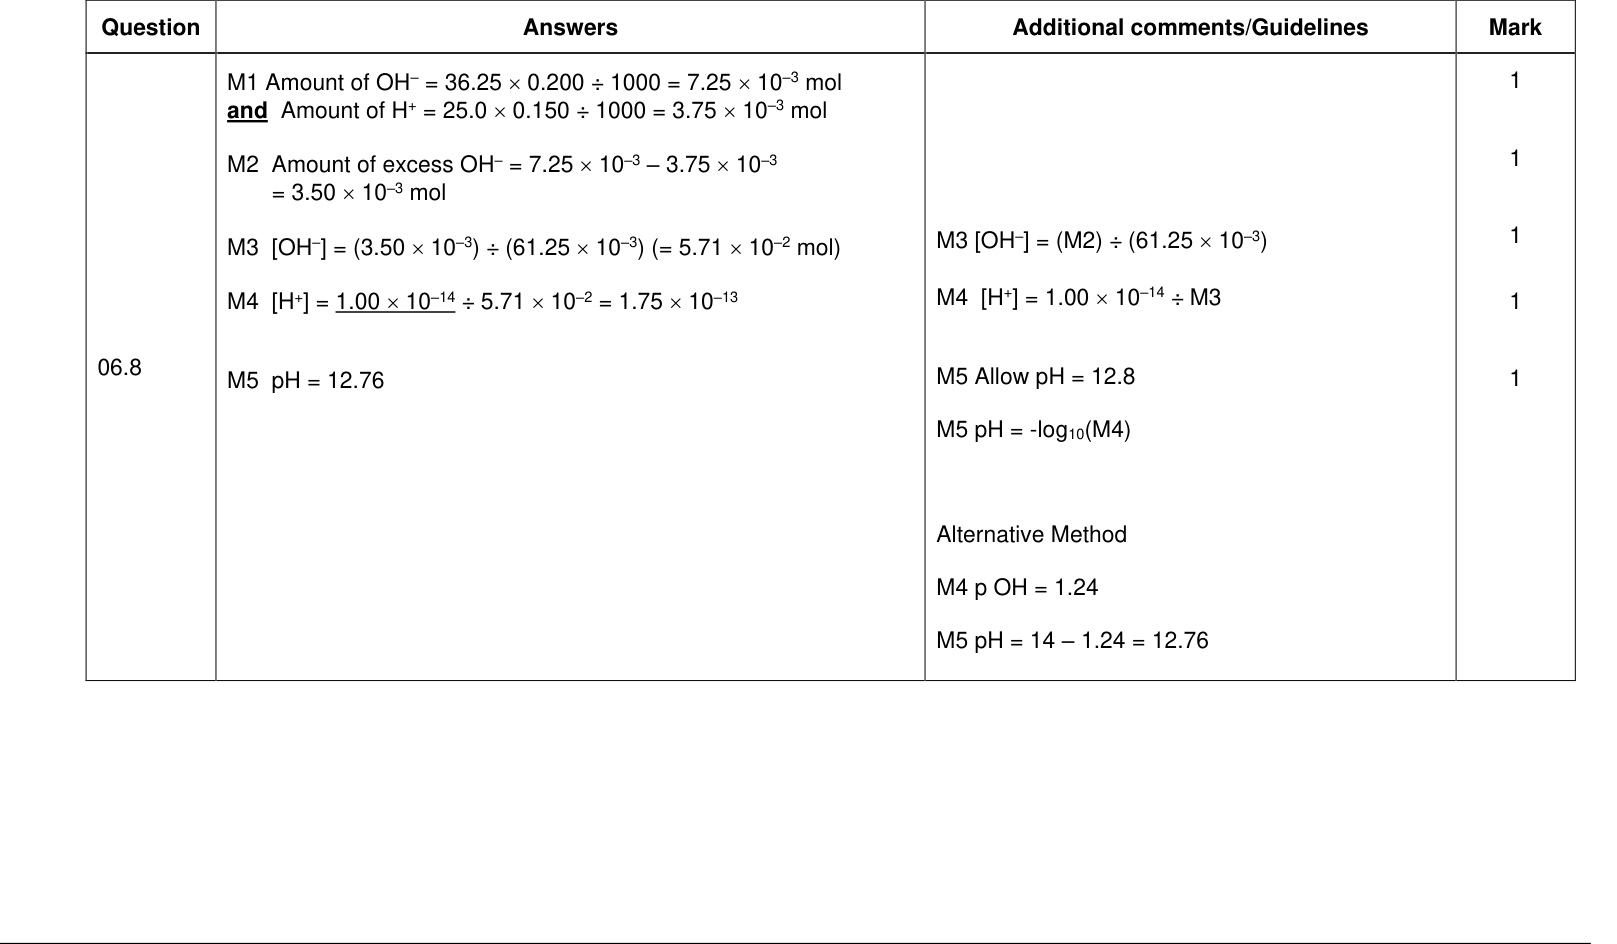 Question Answers Additional comments/Guidelines Mark
M1 Amount of OH⁻ = 36.25 × 0.200 ÷ 1000 = 7.25 × 10⁻³ mol 1
and Amount of H⁺ = 25.0 × 0.150 ÷ 1000 = 3.75 × 10⁻³ mol
M2 Amount of excess OH⁻ = 7.25 × 10⁻³ – 3.75 × 10⁻³ 1
= 3.50 × 10⁻³ mol
M3 [OH⁻] = (3.50 × 10⁻³) ÷ (61.25 × 10⁻³) (= 5.71 × 10⁻² mol) M3 [OH⁻] = (M2) ÷ (61.25 × 10⁻³) 1
M4 [H⁺] = 1.00 × 10⁻¹⁴ ÷ 5.71 × 10⁻² = 1.75 × 10⁻¹³ M4 [H⁺] = 1.00 × 10⁻¹⁴ ÷ M3 1
06.8
M5 pH = 12.76 M5 Allow pH = 12.8 1
M5 pH = -log₁₀(M4)
Alternative Method
M4 p OH = 1.24
M5 pH = 14 – 1.24 = 12.76